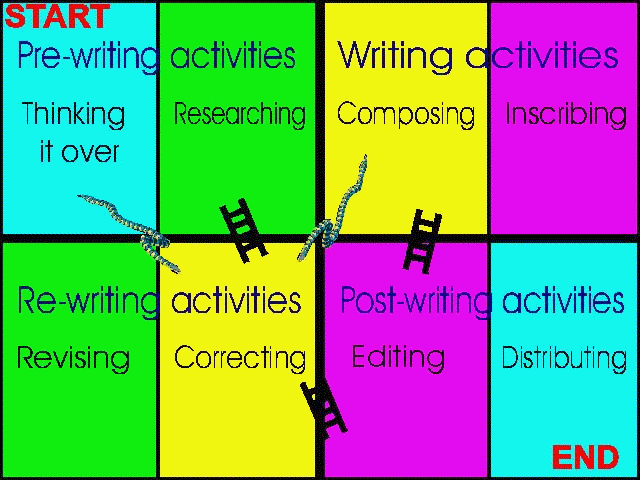 START
Pre-writing activities
Writing activities
Thinking
it over
Researching
Composing
Inscribing
Re-writing activities
Post-writing activities
Revising
Correcting
Editing
Distributing
END